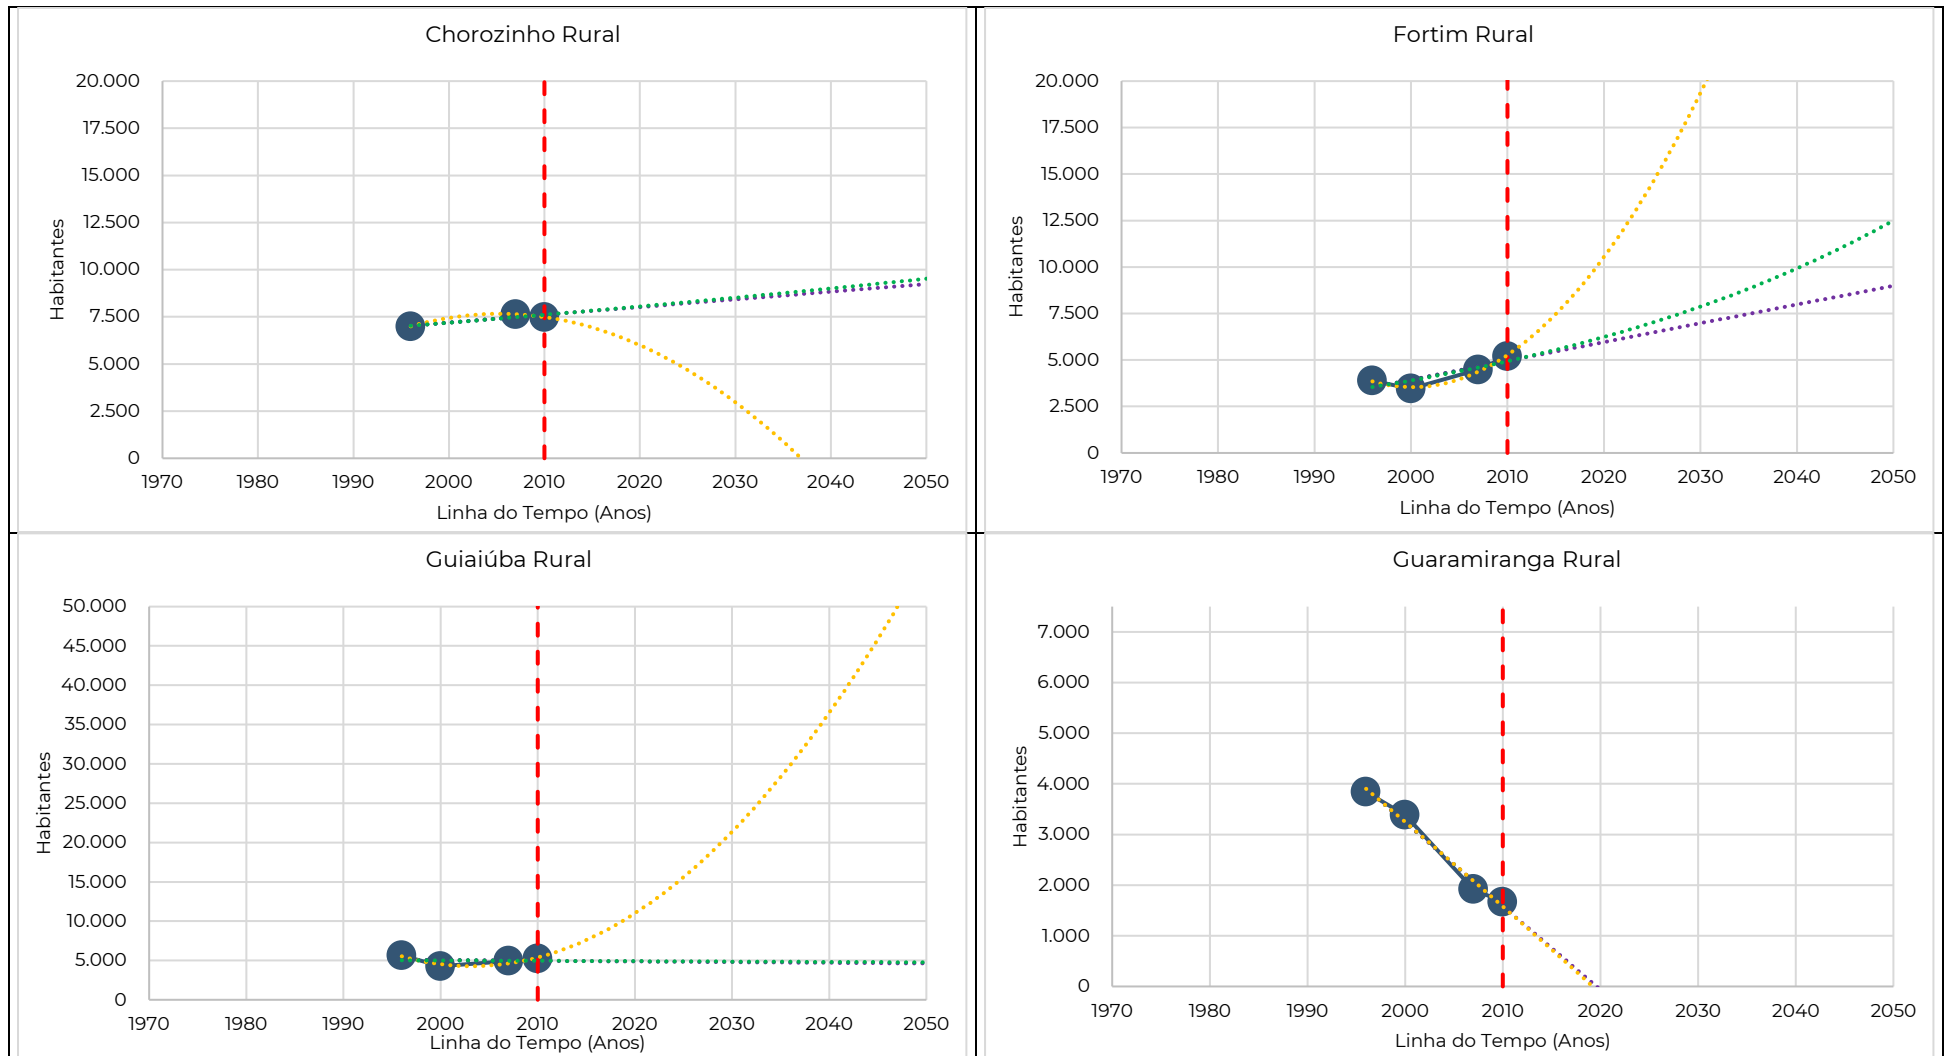 Chorozinho Rural
20.000
17.500
15.000
12.500
10.000
7.500
5.000
2.500
0
Habitantes
1970 1980 1990 2000 2010 2020 2030 2040 2050
Linha do Tempo (Anos)
Fortim Rural
20.000
17.500
15.000
12.500
10.000
7.500
5.000
2.500
0
Habitantes
1970 1980 1990 2000 2010 2020 2030 2040 2050
Linha do Tempo (Anos)
Guiaiúba Rural
50.000
45.000
40.000
35.000
30.000
25.000
20.000
15.000
10.000
5.000
0
Habitantes
1970 1980 1990 2000 2010 2020 2030 2040 2050
Linha do Tempo (Anos)
Guaramiranga Rural
7.000
6.000
5.000
4.000
3.000
2.000
1.000
0
Habitantes
1970 1980 1990 2000 2010 2020 2030 2040 2050
Linha do Tempo (Anos)